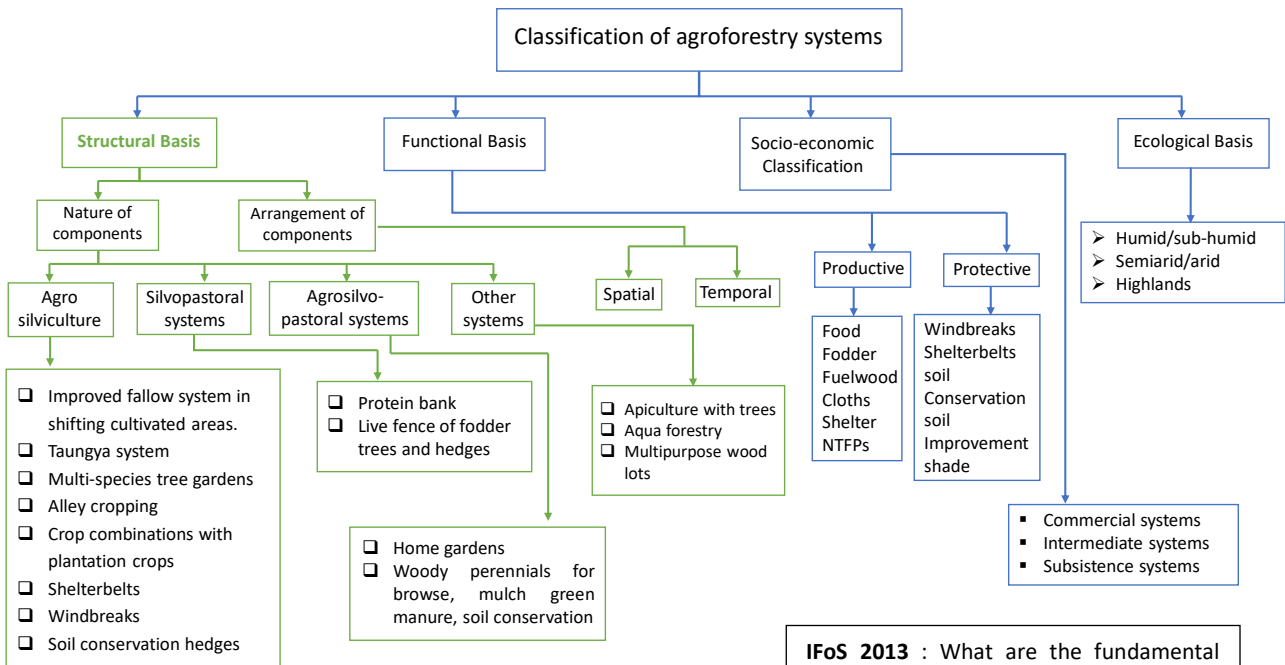 Classification of agroforestry systems
Structural Basis
Functional Basis
Socio-economic
Classification
Ecological Basis
Nature of
components
Arrangement of
components
Agro
silviculture
Silvopastoral
systems
Agrosilvo-
pastoral systems
Other
systems
Spatial
Temporal
Productive
Protective
➢ Humid/sub-humid
➢ Semiarid/arid
➢ Highlands
❑ Improved fallow system in
shifting cultivated areas.
❑ Taungya system
❑ Multi-species tree gardens
❑ Alley cropping
❑ Crop combinations with
plantation crops
❑ Shelterbelts
❑ Windbreaks
❑ Soil conservation hedges
❑ Protein bank
❑ Live fence of fodder
trees and hedges
❑ Home gardens
❑ Woody perennials for
browse, mulch green
manure, soil conservation
❑ Apiculture with trees
❑ Aqua forestry
❑ Multipurpose wood
lots
Food
Fodder
Fuelwood
Cloths
Shelter
NTFPs
Windbreaks
Shelterbelts
soil
Conservation
soil
Improvement
shade
▪ Commercial systems
▪ Intermediate systems
▪ Subsistence systems
IFoS 2013 : What are the fundamental